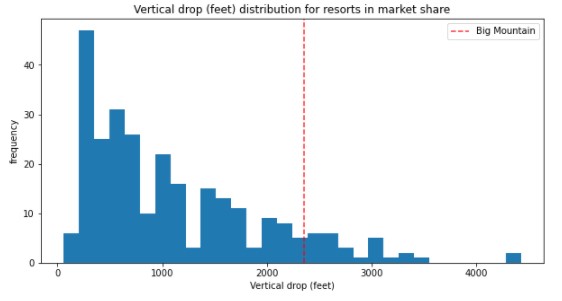 Vertical drop (feet) distribution for resorts in market share
Big Mountain
frequency
40
30
20
10
0
0 1000 2000 3000 4000
Vertical drop (feet)